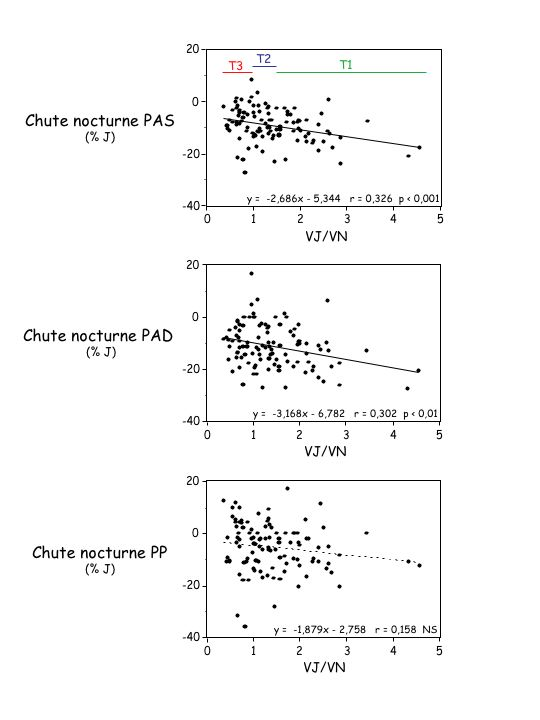 20
T3 T2 T1
0
Chute nocturne PAS
(% J)
-20
y = -2,686x - 5,344 r = 0,326 p < 0,001
-40
0 1 2 3 4 5
VJ/VN
20
0
Chute nocturne PAD
(% J)
-20
y = -3,168x - 6,782 r = 0,302 p < 0,01
-40
0 1 2 3 4 5
VJ/VN
20
0
Chute nocturne PP
(% J)
-20
y = -1,879x - 2,758 r = 0,158 NS
-40
0 1 2 3 4 5
VJ/VN